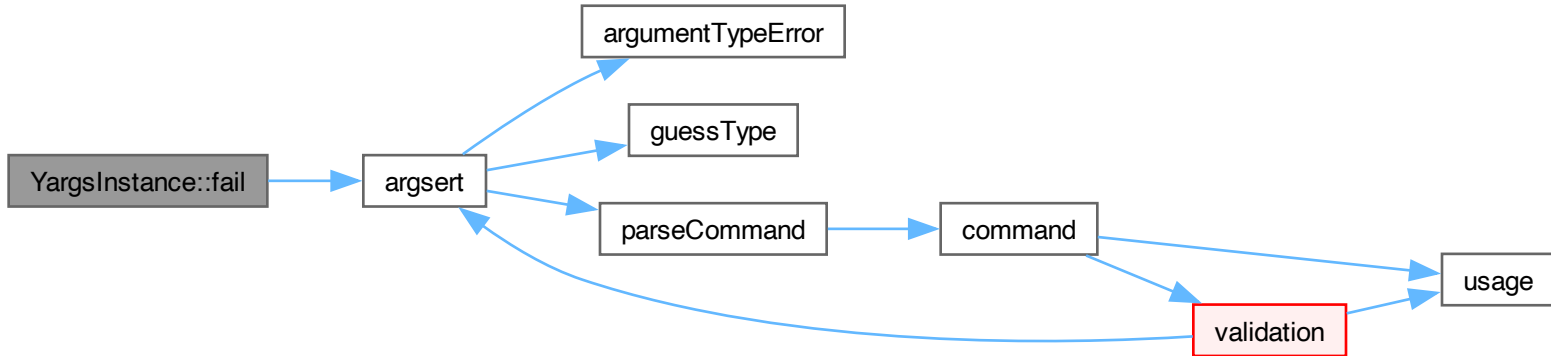 argumentTypeError
guessType
YargsInstance::fail
argsert
parseCommand
command
usage
validation